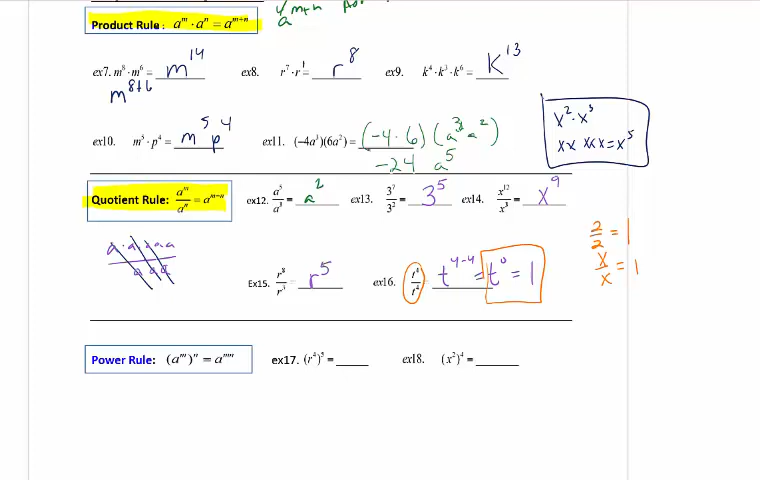 a^{m+n}
Product Rule: a^m · a^n = a^{m+n}
ex7. m^8 · m^6 = m^14 ex8. r^7 · r^1 = r^8 ex9. k^4 · k^3 · k^6 = K^13
m^{8+6}
x^2 · x^3
ex10. m^5 · p^4 = m^5 p^4 ex11. (-4a^3)(6a^2) = (-4 · 6)(a^3 · a^2)
xx xxx = x^5
-24 a^5
Quotient Rule: a^m/a^n = a^{m-n} ex12. a^5/a^3 = a^2 ex13. 3^7/3^2 = 3^5 ex14. x^12/x^3 = x^9
2/2 = 1
a·a·a·a·a
a a a
x/x = 1
Ex15. r^8/r^3 = r^5 ex16. t^4/t^4 = t^{4-4} = t^0 = 1
Power Rule: (a^m)^n = a^{mn} ex17. (r^4)^5 = ____ ex18. (x^2)^4 = ____